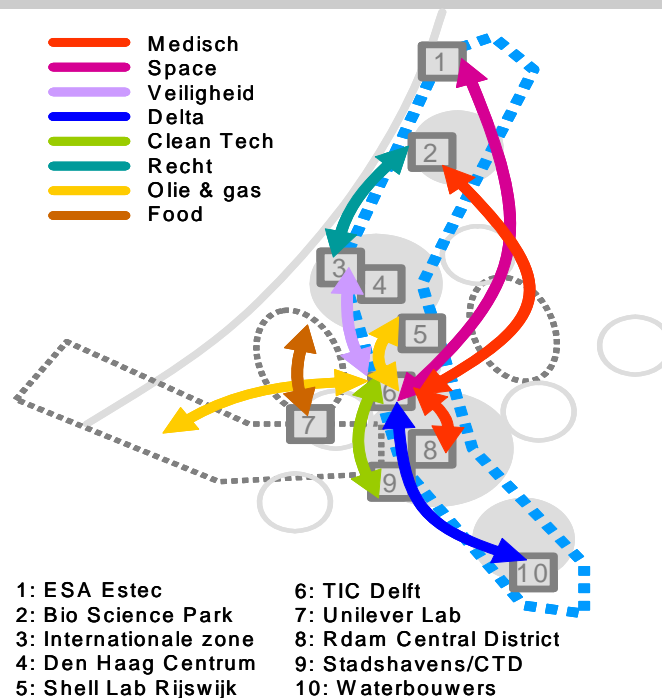 Medisch
Space
Veiligheid
Delta
Clean Tech
Recht
Olie & gas
Food
1
2
3
4
5
6
7
8
9
10
1: ESA Estec
2: Bio Science Park
3: Internationale zone
4: Den Haag Centrum
5: Shell Lab Rijswijk
6: TIC Delft
7: Unilever Lab
8: Rdam Central District
9: Stadshavens/CTD
10: Waterbouwers